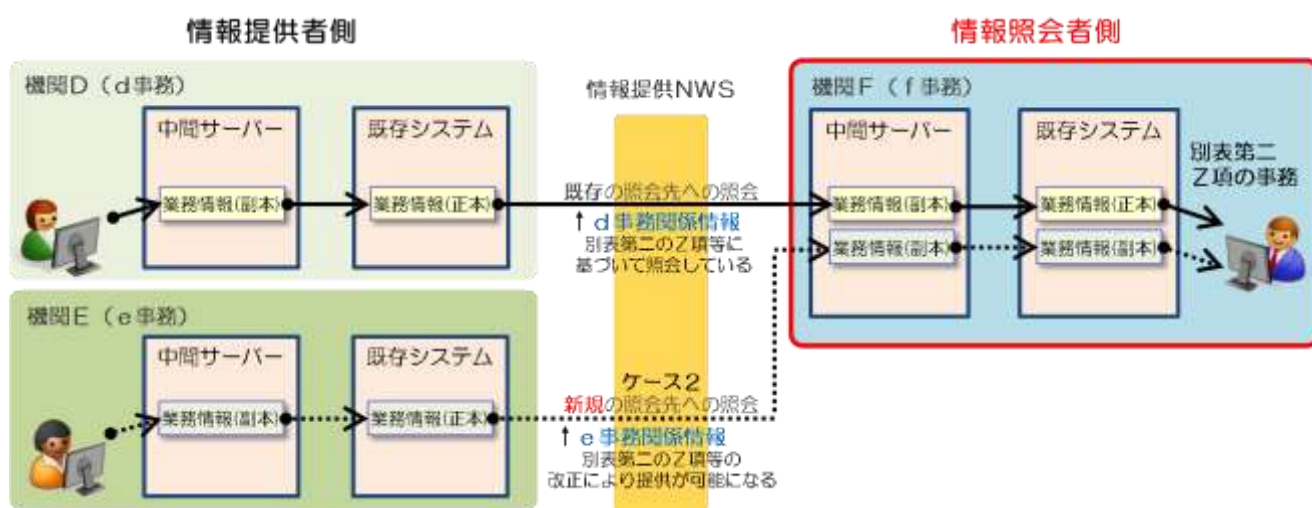 情報提供者側
情報照会者側
機関D（d事務）
中間サーバー
既存システム
業務情報(副本)
業務情報(正本)
情報提供NWS
既存の照会先への照会
↑d事務関係情報
別表第二のZ項等に
基づいて照会している
機関F（f事務）
中間サーバー
既存システム
業務情報(副本)
業務情報(正本)
業務情報(副本)
業務情報(副本)
別表第二
Z項の事務
機関E（e事務）
中間サーバー
既存システム
業務情報(副本)
業務情報(正本)
ケース2
新規の照会先への照会
↑e事務関係情報
別表第二のZ項等の
改正により提供が可能になる